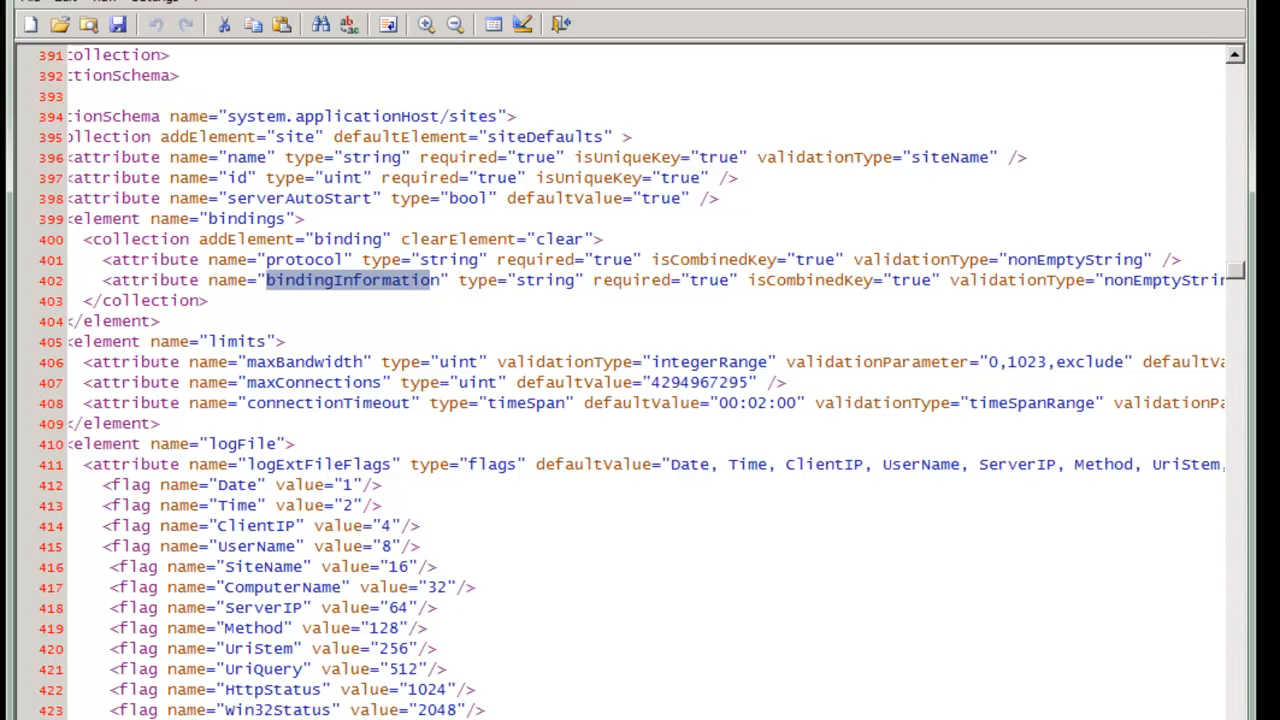 391 collection>
392 ctionSchema>
393
394 tionSchema name="system.applicationHost/sites">
395 ollection addElement="site" defaultElement="siteDefaults" >
396 <attribute name="name" type="string" required="true" isUniqueKey="true" validationType="siteName" />
397 <attribute name="id" type="uint" required="true" isUniqueKey="true" />
398 <attribute name="serverAutoStart" type="bool" defaultValue="true" />
399 <element name="bindings">
400 <collection addElement="binding" clearElement="clear">
401 <attribute name="protocol" type="string" required="true" isCombinedKey="true" validationType="nonEmptyString" />
402 <attribute name="bindingInformation" type="string" required="true" isCombinedKey="true" validationType="nonEmptyStrin
403 </collection>
404 </element>
405 <element name="limits">
406 <attribute name="maxBandwidth" type="uint" validationType="integerRange" validationParameter="0,1023,exclude" defaultVa
407 <attribute name="maxConnections" type="uint" defaultValue="4294967295" />
408 <attribute name="connectionTimeout" type="timeSpan" defaultValue="00:02:00" validationType="timeSpanRange" validationPa
409 </element>
410 <element name="logFile">
411 <attribute name="logExtFileFlags" type="flags" defaultValue="Date, Time, ClientIP, UserName, ServerIP, Method, UriStem,
412 <flag name="Date" value="1"/>
413 <flag name="Time" value="2"/>
414 <flag name="ClientIP" value="4"/>
415 <flag name="UserName" value="8"/>
416 <flag name="SiteName" value="16"/>
417 <flag name="ComputerName" value="32"/>
418 <flag name="ServerIP" value="64"/>
419 <flag name="Method" value="128"/>
420 <flag name="UriStem" value="256"/>
421 <flag name="UriQuery" value="512"/>
422 <flag name="HttpStatus" value="1024"/>
423 <flag name="Win32Status" value="2048"/>